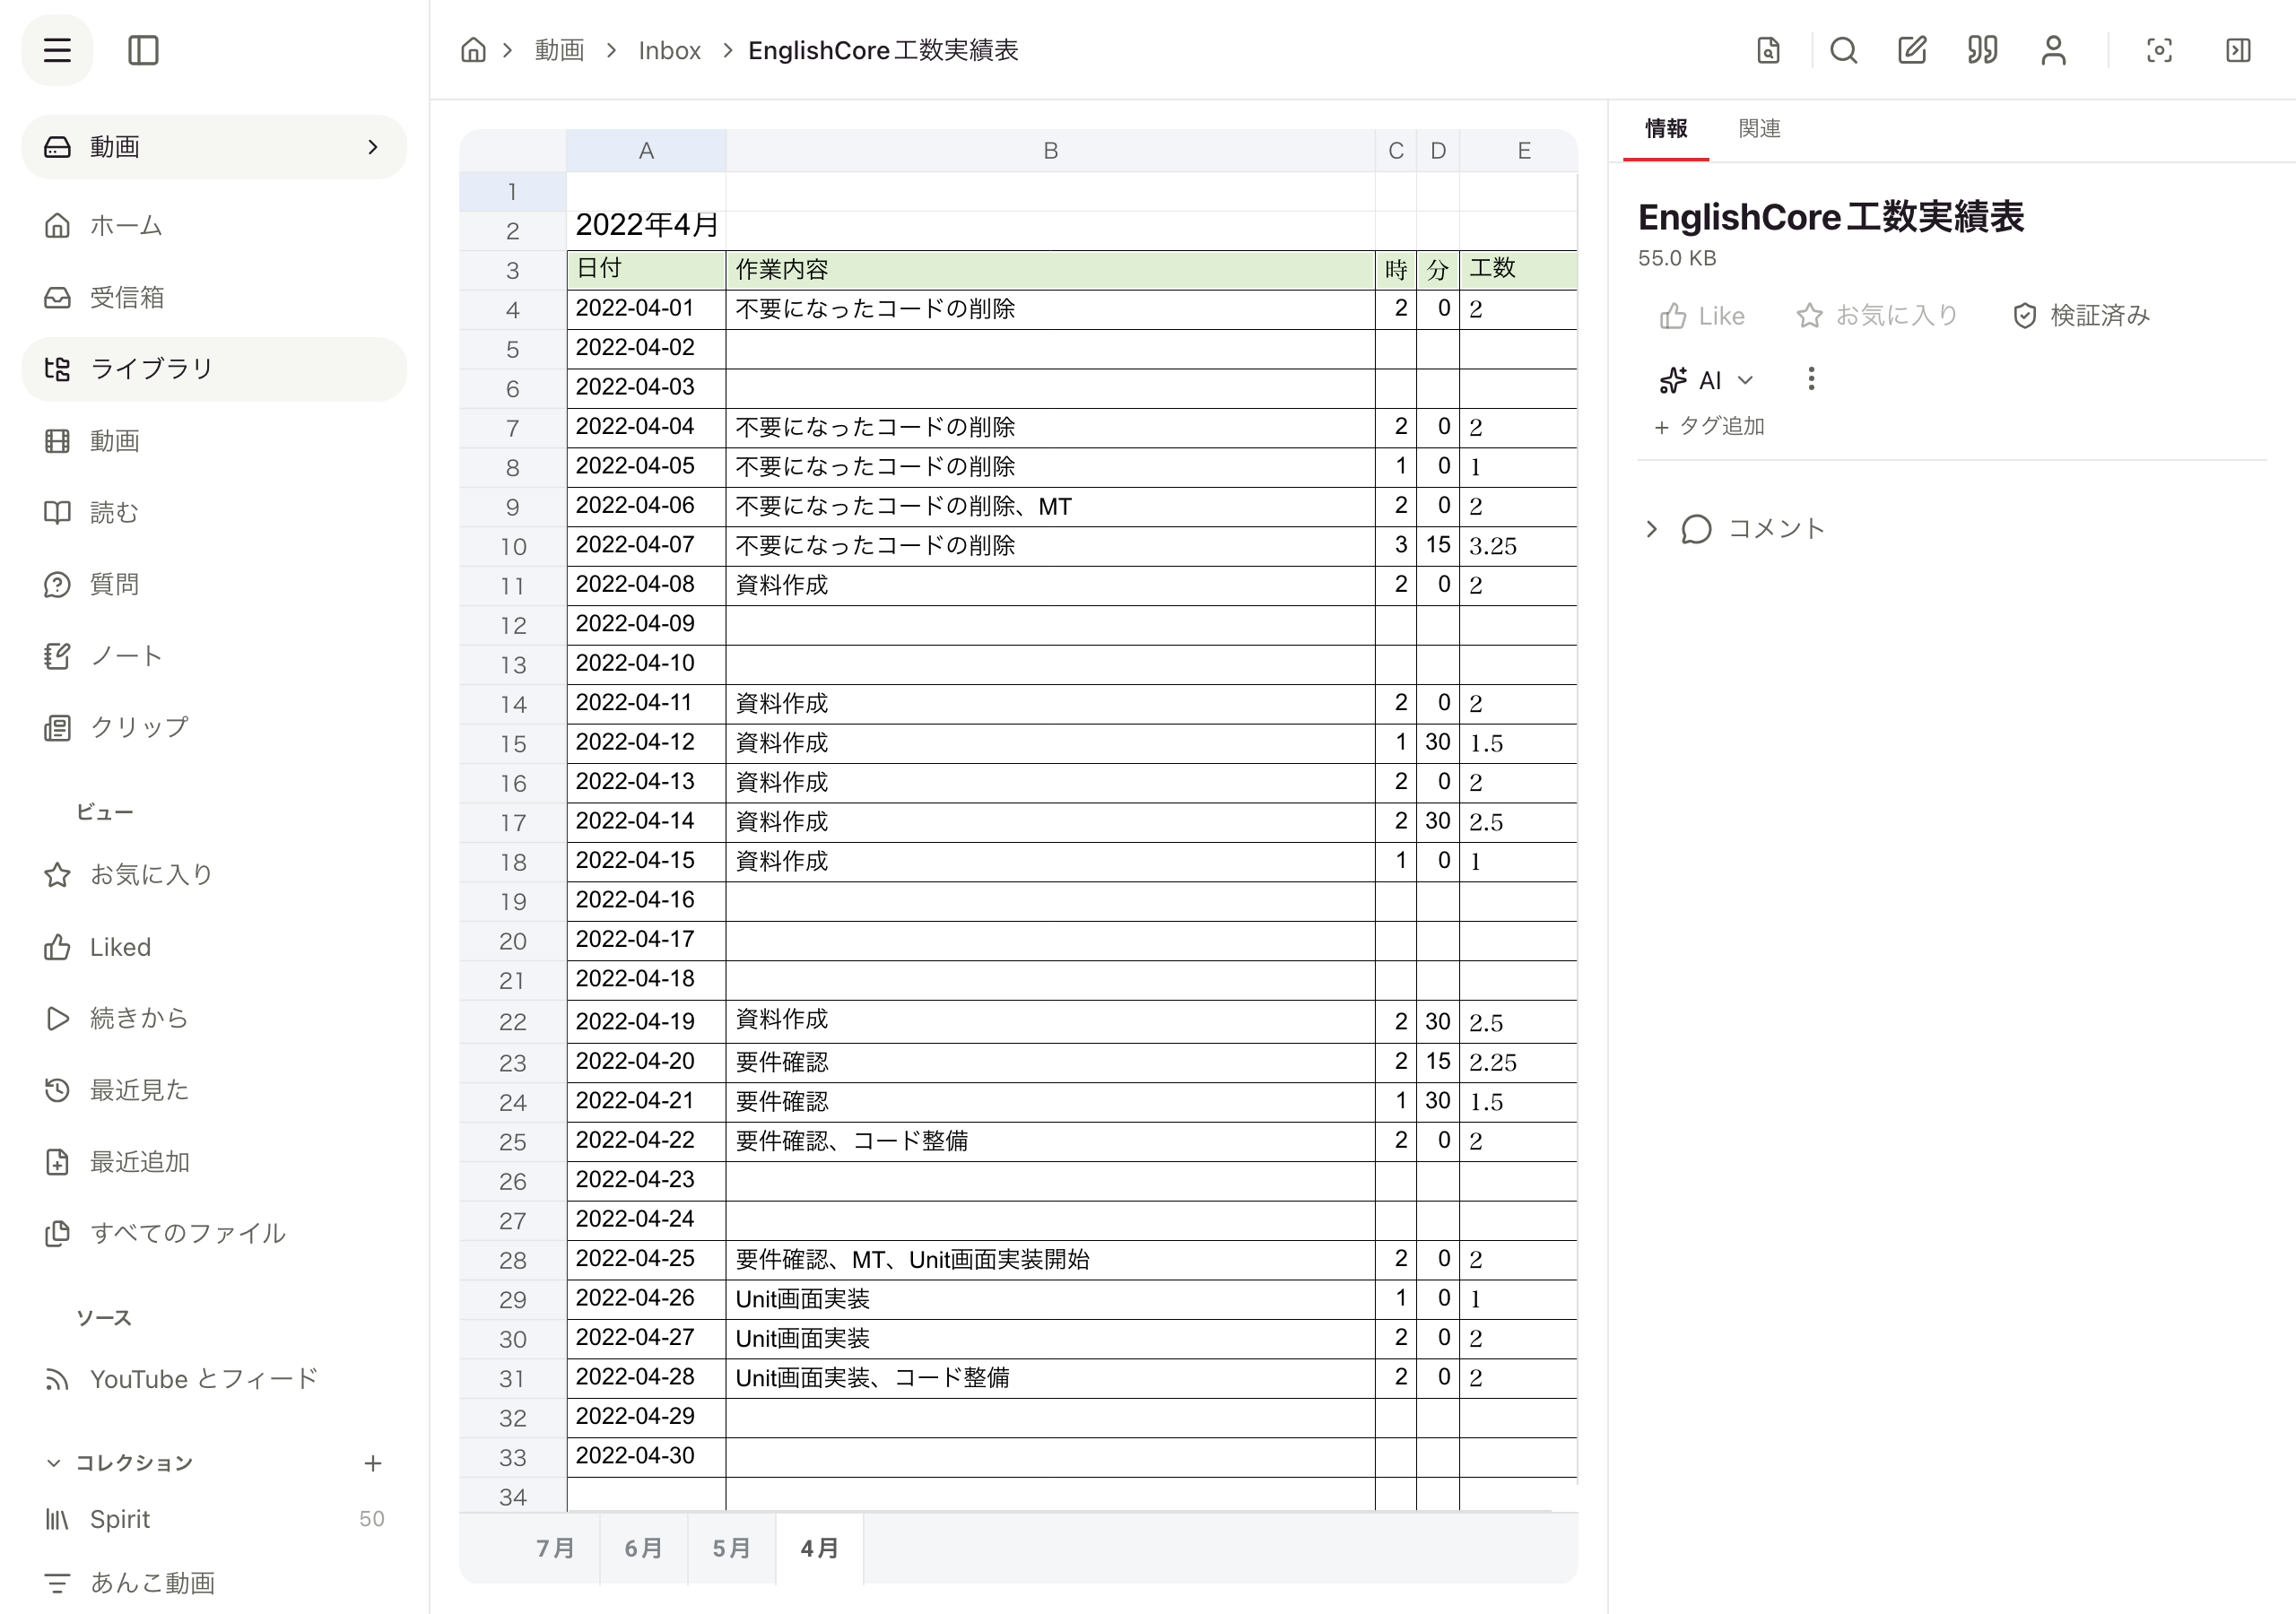 動画 > Inbox > EnglishCore工数実績表
動画
ホーム
受信箱
ライブラリ
動画
読む
質問
ノート
クリップ
ビュー
お気に入り
Liked
続きから
最近見た
最近追加
すべてのファイル
ソース
YouTube とフィード
コレクション
Spirit 50
あんこ動画
A B C D E
1
2 2022年4月
3 日付 作業内容 時 分 工数
4 2022-04-01 不要になったコードの削除 2 0 2
5 2022-04-02
6 2022-04-03
7 2022-04-04 不要になったコードの削除 2 0 2
8 2022-04-05 不要になったコードの削除 1 0 1
9 2022-04-06 不要になったコードの削除、MT 2 0 2
10 2022-04-07 不要になったコードの削除 3 15 3.25
11 2022-04-08 資料作成 2 0 2
12 2022-04-09
13 2022-04-10
14 2022-04-11 資料作成 2 0 2
15 2022-04-12 資料作成 1 30 1.5
16 2022-04-13 資料作成 2 0 2
17 2022-04-14 資料作成 2 30 2.5
18 2022-04-15 資料作成 1 0 1
19 2022-04-16
20 2022-04-17
21 2022-04-18
22 2022-04-19 資料作成 2 30 2.5
23 2022-04-20 要件確認 2 15 2.25
24 2022-04-21 要件確認 1 30 1.5
25 2022-04-22 要件確認、コード整備 2 0 2
26 2022-04-23
27 2022-04-24
28 2022-04-25 要件確認、MT、Unit画面実装開始 2 0 2
29 2022-04-26 Unit画面実装 1 0 1
30 2022-04-27 Unit画面実装 2 0 2
31 2022-04-28 Unit画面実装、コード整備 2 0 2
32 2022-04-29
33 2022-04-30
34
7月 6月 5月 4月
情報 関連
EnglishCore工数実績表
55.0 KB
Like お気に入り 検証済み
AI
+ タグ追加
コメント